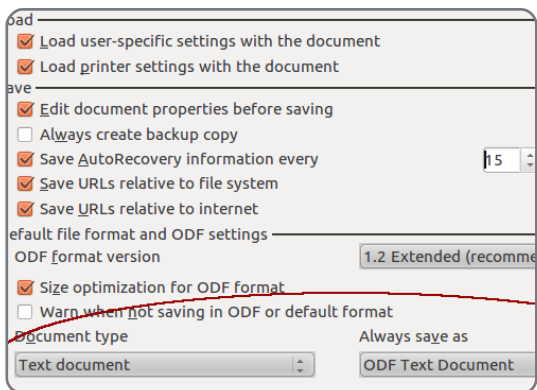 oad
Load user-specific settings with the document
Load printer settings with the document
ave
Edit document properties before saving
Always create backup copy
Save AutoRecovery information every 15
Save URLs relative to file system
Save URLs relative to internet
efault file format and ODF settings
ODF format version 1.2 Extended (recomme
Size optimization for ODF format
Warn when not saving in ODF or default format
Document type Always save as
Text document ODF Text Document